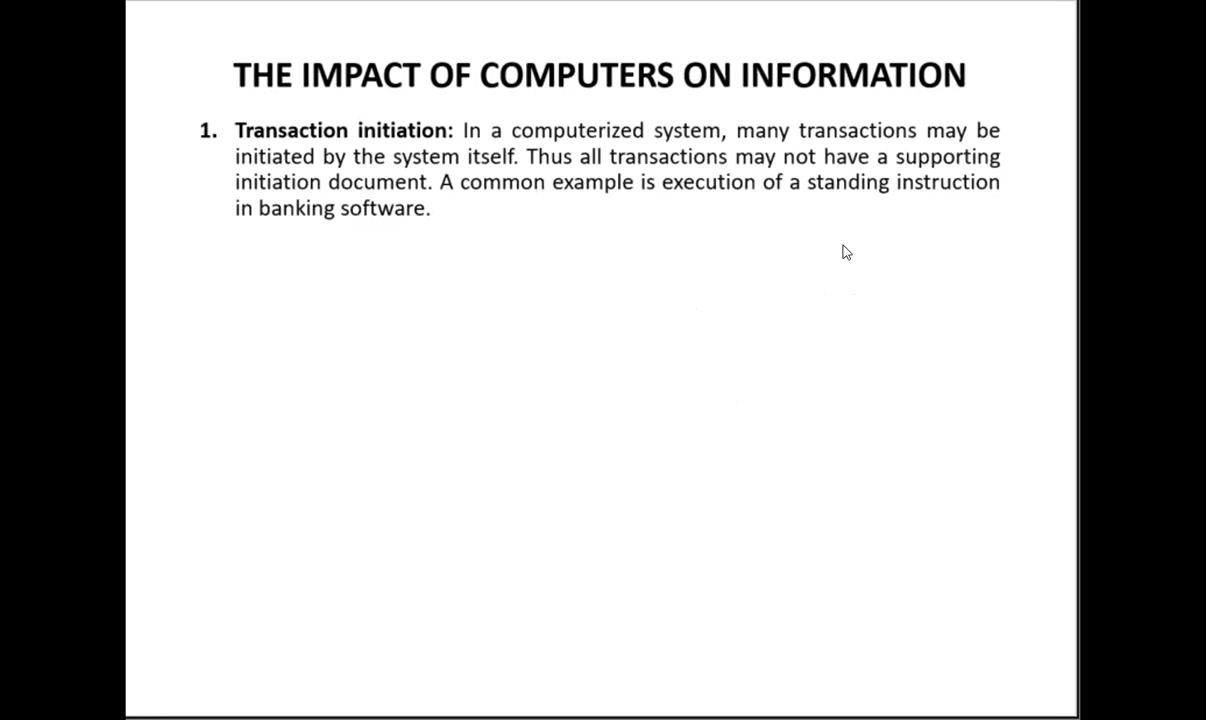 THE IMPACT OF COMPUTERS ON INFORMATION
1. Transaction initiation: In a computerized system, many transactions may be
initiated by the system itself. Thus all transactions may not have a supporting
initiation document. A common example is execution of a standing instruction
in banking software.